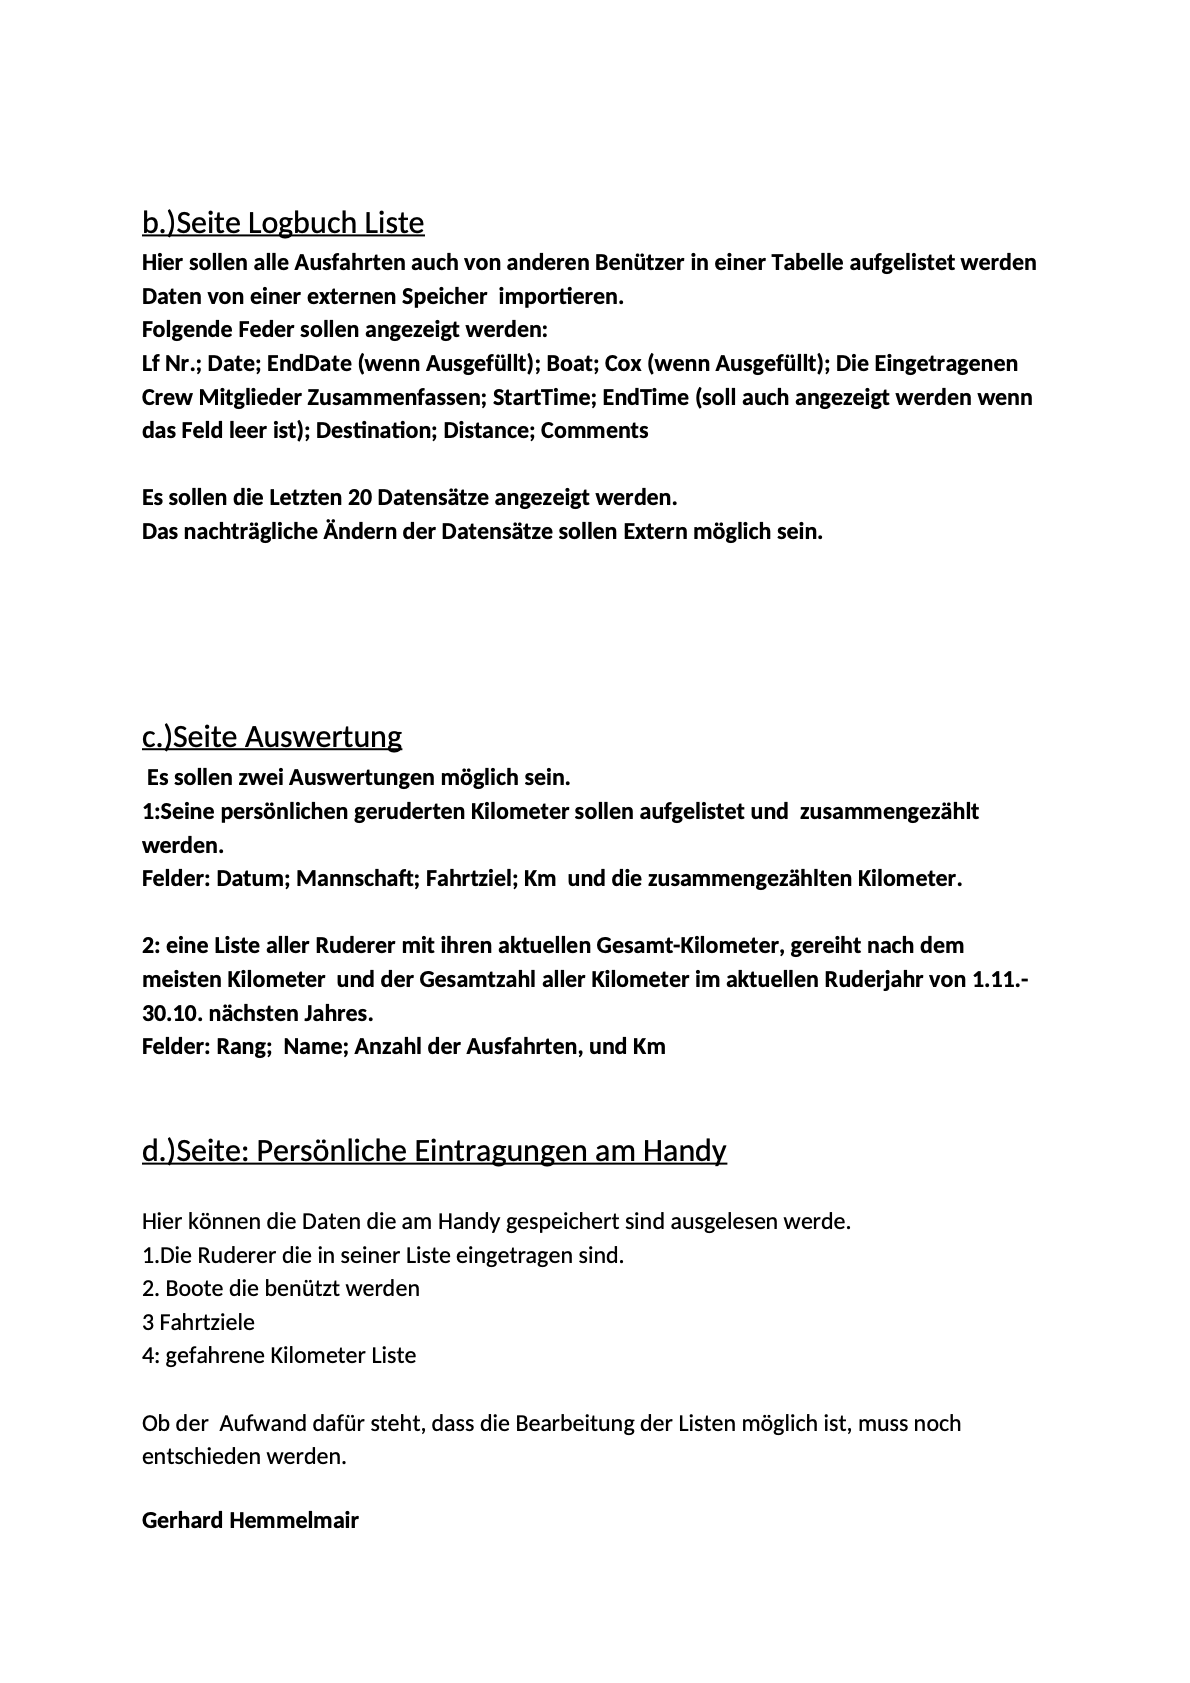 b.)Seite Logbuch Liste
Hier sollen alle Ausfahrten auch von anderen Benützer in einer Tabelle aufgelistet werden
Daten von einer externen Speicher  importieren.
Folgende Feder sollen angezeigt werden:
Lf Nr.; Date; EndDate (wenn Ausgefüllt); Boat; Cox (wenn Ausgefüllt); Die Eingetragenen
Crew Mitglieder Zusammenfassen; StartTime; EndTime (soll auch angezeigt werden wenn
das Feld leer ist); Destination; Distance; Comments
Es sollen die Letzten 20 Datensätze angezeigt werden.
Das nachträgliche Ändern der Datensätze sollen Extern möglich sein.
c.)Seite Auswertung
Es sollen zwei Auswertungen möglich sein.
1:Seine persönlichen geruderten Kilometer sollen aufgelistet und  zusammengezählt
werden.
Felder: Datum; Mannschaft; Fahrtziel; Km  und die zusammengezählten Kilometer.
2: eine Liste aller Ruderer mit ihren aktuellen Gesamt-Kilometer, gereiht nach dem
meisten Kilometer  und der Gesamtzahl aller Kilometer im aktuellen Ruderjahr von 1.11.-
30.10. nächsten Jahres.
Felder: Rang;  Name; Anzahl der Ausfahrten, und Km
d.)Seite: Persönliche Eintragungen am Handy
Hier können die Daten die am Handy gespeichert sind ausgelesen werde.
1.Die Ruderer die in seiner Liste eingetragen sind.
2. Boote die benützt werden
3 Fahrtziele
4: gefahrene Kilometer Liste
Ob der  Aufwand dafür steht, dass die Bearbeitung der Listen möglich ist, muss noch
entschieden werden.
Gerhard Hemmelmair